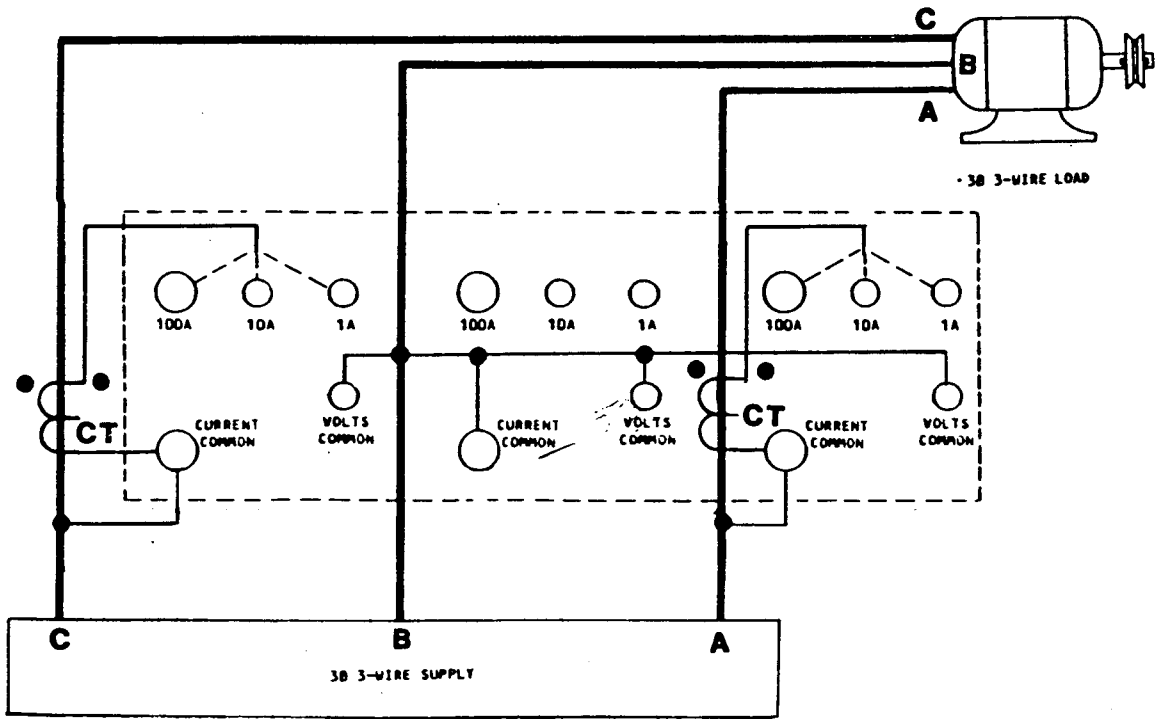 C
B
A
· 3Ø 3-WIRE LOAD
100A 10A 1A 100A 10A 1A 100A 10A 1A
CT CURRENT COMMON VOLTS COMMON CURRENT COMMON VOLTS COMMON CT CURRENT COMMON VOLTS COMMON
C B A
3Ø 3-WIRE SUPPLY